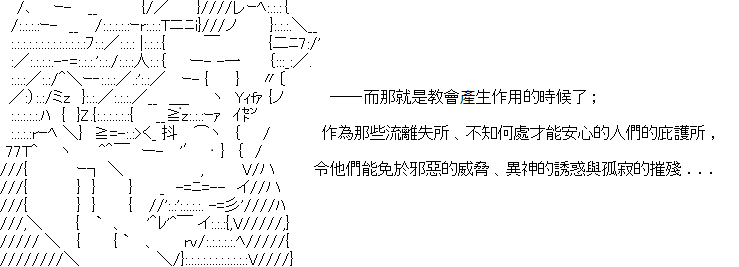 ──而那就是教會產生作用的時候了；
作為那些流離失所、不知何處才能安心的人們的庇護所，
令他們能免於邪惡的威脅、異神的誘惑與孤寂的摧殘...